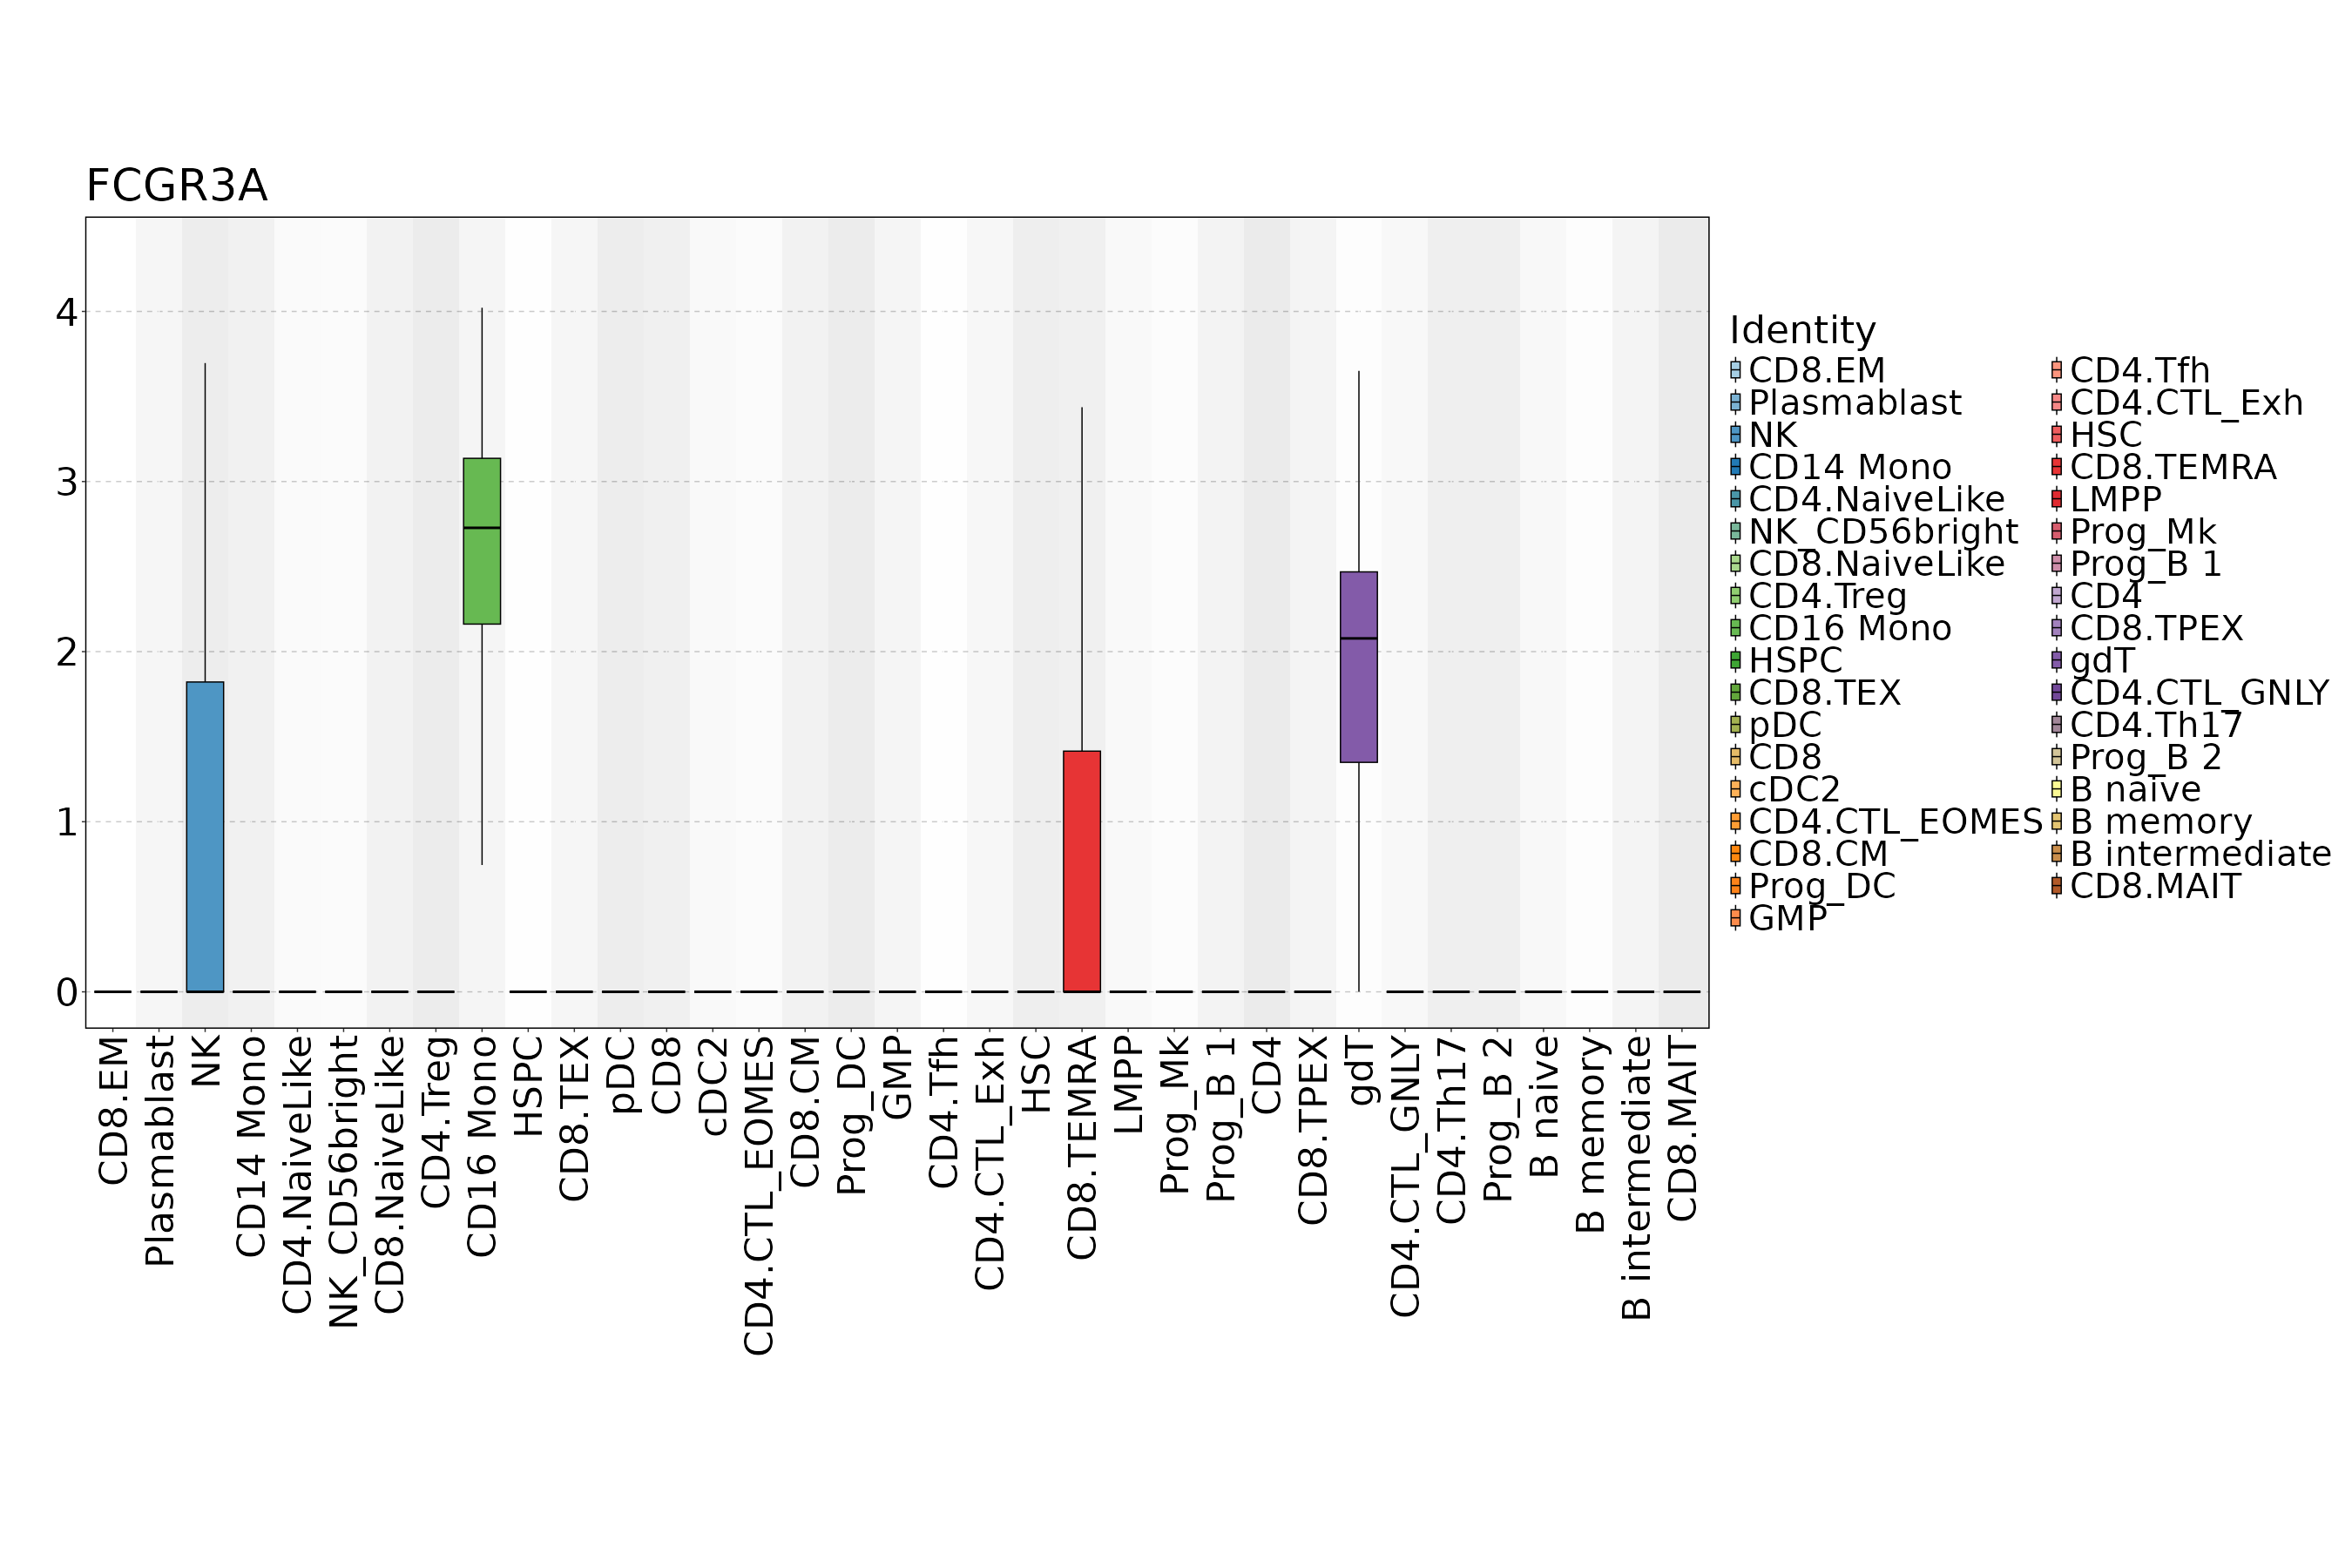 FCGR3A
4
3
2
1
0
CD8.EM
Plasmablast
NK
CD14 Mono
CD4.NaiveLike
NK_CD56bright
CD8.NaiveLike
CD4.Treg
CD16 Mono
HSPC
CD8.TEX
pDC
CD8
cDC2
CD4.CTL_EOMES
CD8.CM
Prog_DC
GMP
CD4.Tfh
CD4.CTL_Exh
HSC
CD8.TEMRA
LMPP
Prog_Mk
Prog_B 1
CD4
CD8.TPEX
gdT
CD4.CTL_GNLY
CD4.Th17
Prog_B 2
B naive
B memory
B intermediate
CD8.MAIT
Identity
CD8.EM
Plasmablast
NK
CD14 Mono
CD4.NaiveLike
NK_CD56bright
CD8.NaiveLike
CD4.Treg
CD16 Mono
HSPC
CD8.TEX
pDC
CD8
cDC2
CD4.CTL_EOMES
CD8.CM
Prog_DC
GMP
CD4.Tfh
CD4.CTL_Exh
HSC
CD8.TEMRA
LMPP
Prog_Mk
Prog_B 1
CD4
CD8.TPEX
gdT
CD4.CTL_GNLY
CD4.Th17
Prog_B 2
B naive
B memory
B intermediate
CD8.MAIT